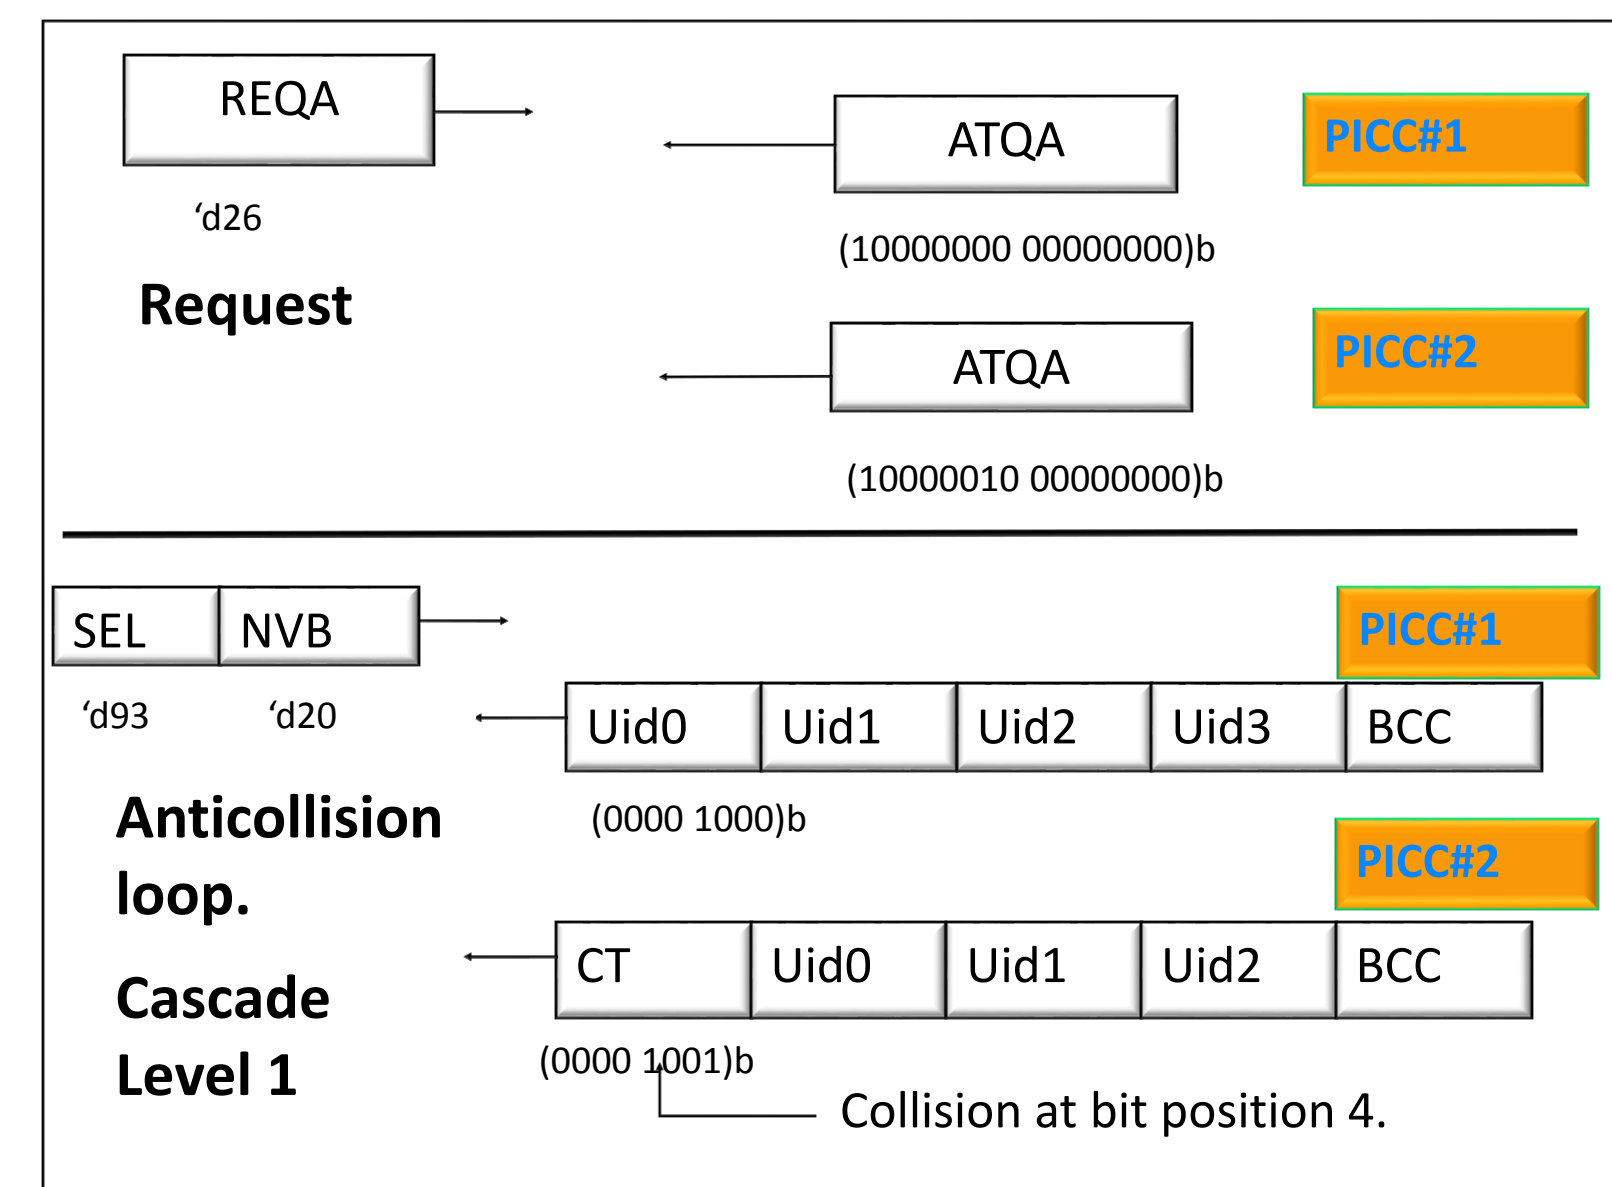 REQA
ATQA
PICC#1
‘d26
(10000000 00000000)b
Request
ATQA
PICC#2
(10000010 00000000)b
SEL NVB
PICC#1
‘d93 ‘d20
Uid0 Uid1 Uid2 Uid3 BCC
Anticollision
loop.
(0000 1000)b
PICC#2
CT Uid0 Uid1 Uid2 BCC
Cascade
Level 1
(0000 1001)b
Collision at bit position 4.